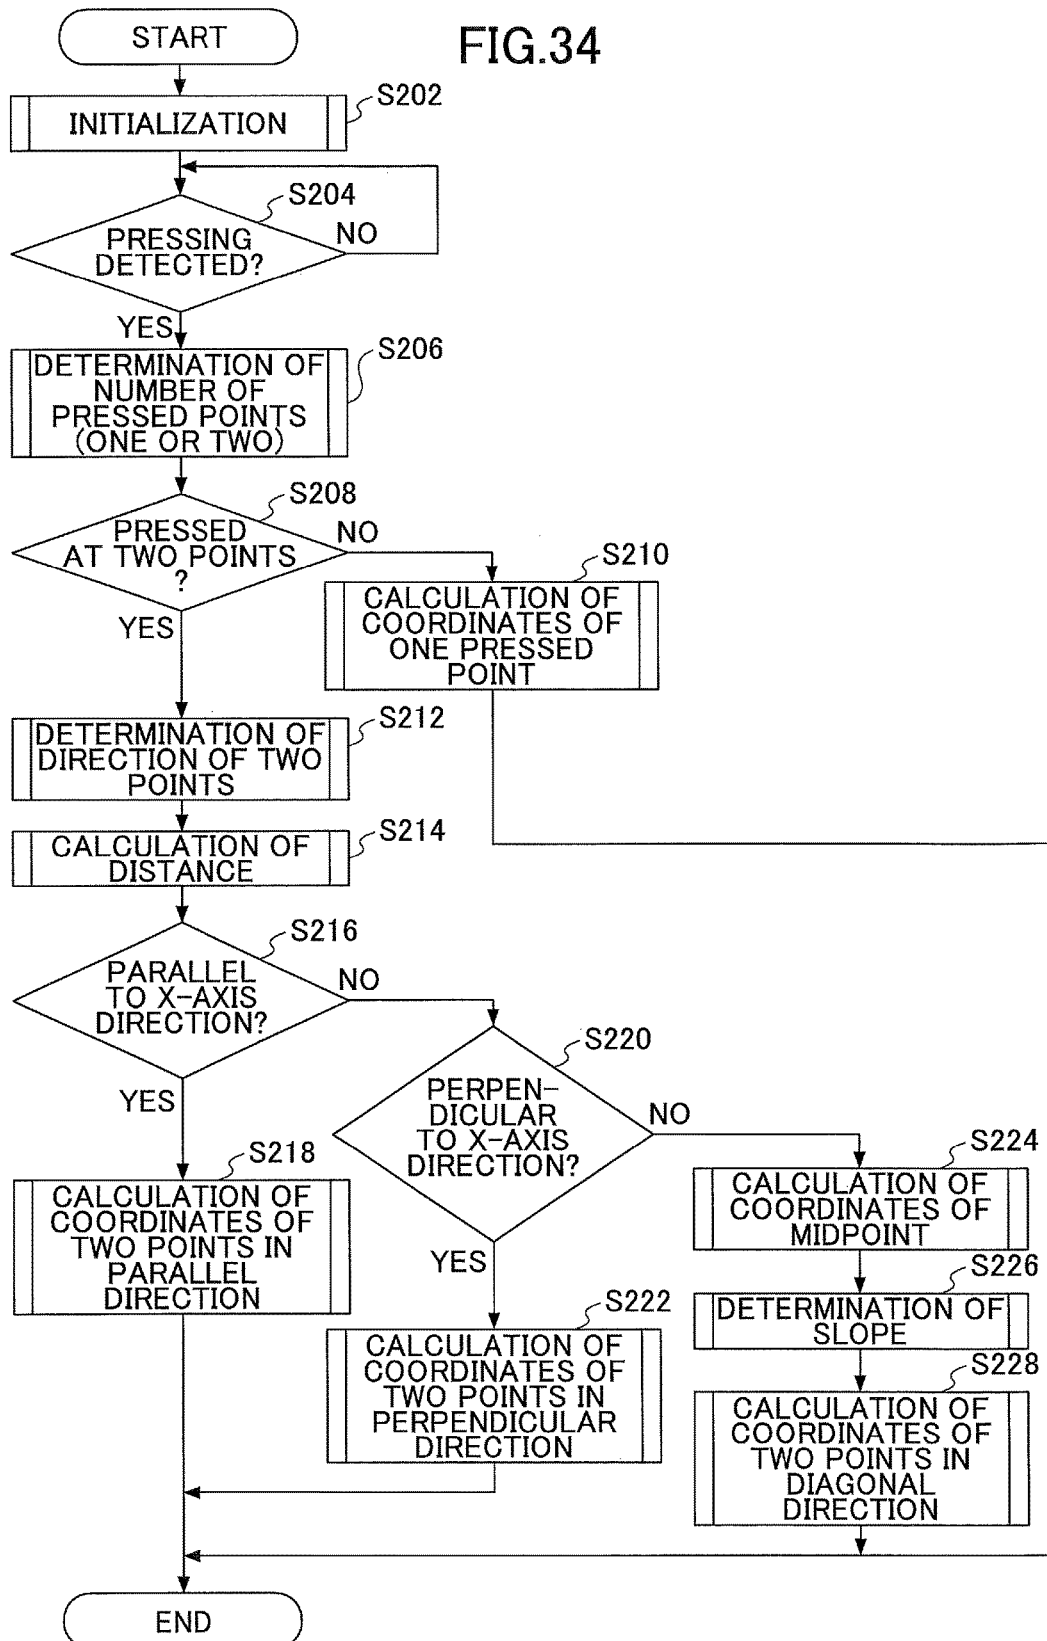 START
FIG.34
S202
INITIALIZATION
S204
PRESSING
DETECTED?
NO
YES
S206
DETERMINATION OF
NUMBER OF
PRESSED POINTS
(ONE OR TWO)
S208
PRESSED
AT TWO POINTS
?
NO
YES
S210
CALCULATION OF
COORDINATES OF
ONE PRESSED
POINT
S212
DETERMINATION OF
DIRECTION OF TWO
POINTS
S214
CALCULATION OF
DISTANCE
S216
PARALLEL
TO X-AXIS
DIRECTION?
NO
YES
S220
PERPEN-
DICULAR
TO X-AXIS
DIRECTION?
NO
YES
S218
CALCULATION OF
COORDINATES OF
TWO POINTS IN
PARALLEL
DIRECTION
S222
CALCULATION OF
COORDINATES OF
TWO POINTS IN
PERPENDICULAR
DIRECTION
S224
CALCULATION OF
COORDINATES OF
MIDPOINT
S226
DETERMINATION OF
SLOPE
S228
CALCULATION OF
COORDINATES OF
TWO POINTS IN
DIAGONAL
DIRECTION
END